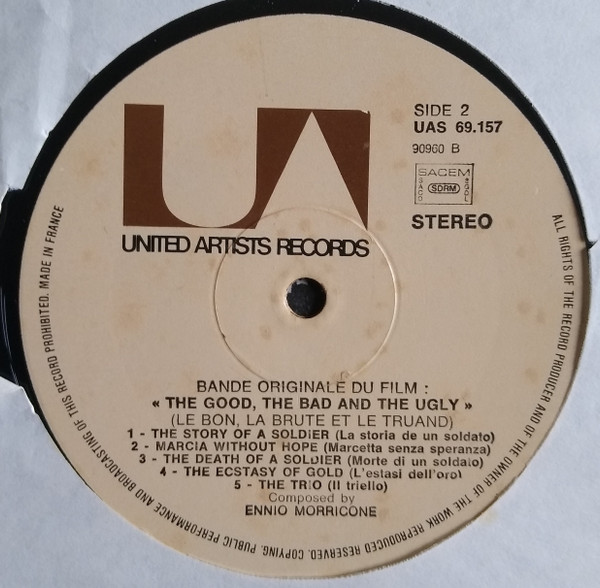 UA
UNITED ARTISTS RECORDS
SIDE 2
UAS 69.157
90960 B
SACEM
SACD
SDRM
SGDL
STEREO
BANDE ORIGINALE DU FILM :
« THE GOOD, THE BAD AND THE UGLY »
(LE BON, LA BRUTE ET LE TRUAND)
1 - THE STORY OF A SOLDIER (La storia de un soldato)
2 - MARCIA WITHOUT HOPE (Marcetta senza speranza)
3 - THE DEATH OF A SOLDIER (Morte di un soldato)
4 - THE ECSTASY OF GOLD (L'estasi dell'oro)
5 - THE TRIO (Il triello)
Composed by
ENNIO MORRICONE
ALL RIGHTS OF THE RECORD PRODUCER AND OF THE OWNER OF THE WORK REPRODUCED RESERVED. COPYING, PUBLIC PERFORMANCE AND BROADCASTING OF THIS RECORD PROHIBITED. MADE IN FRANCE